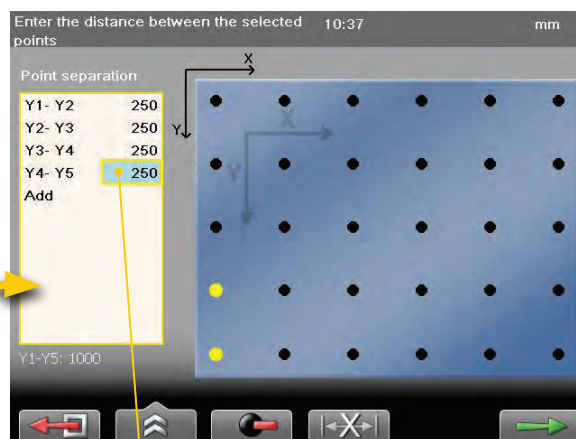 Enter the distance between the selected points
10:37
mm
Point separation
X
Y
Y1- Y2 250
Y2- Y3 250
Y3- Y4 250
Y4- Y5 250
Add
X
Y
Y1-Y5: 1000
X